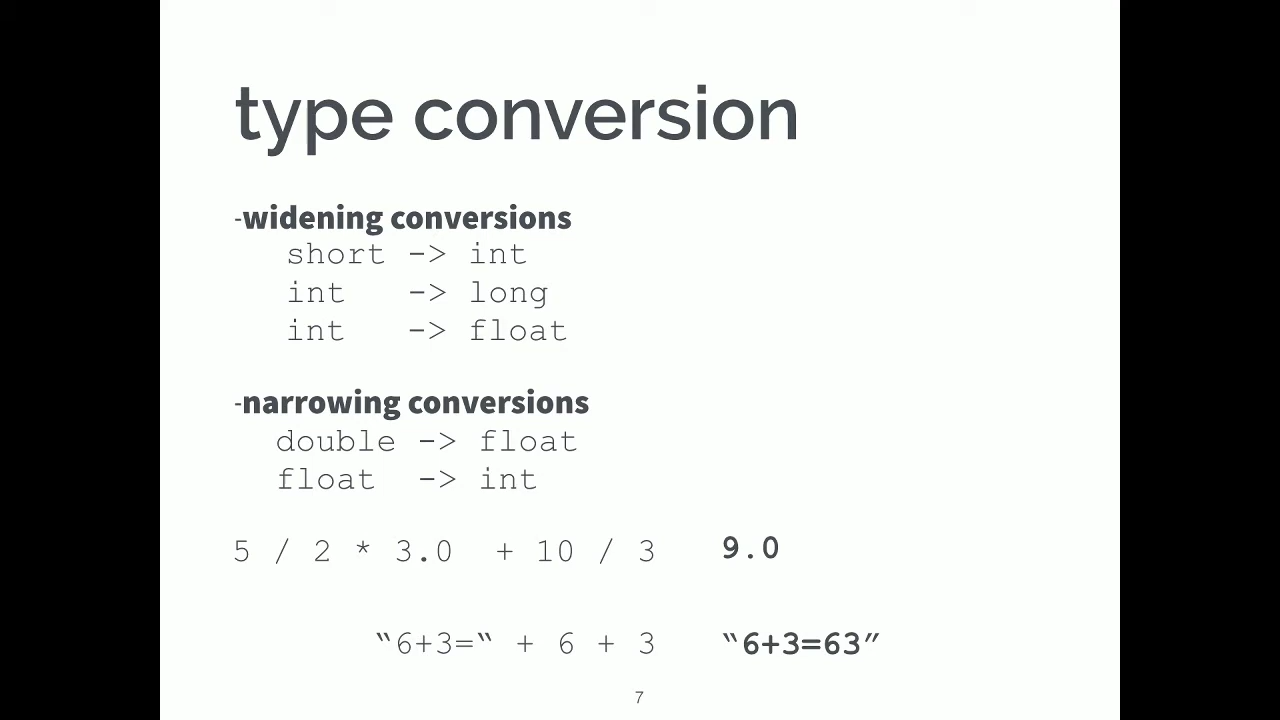 type conversion
-widening conversions
short -> int
int -> long
int -> float
-narrowing conversions
double -> float
float -> int
5 / 2 * 3.0 + 10 / 3 9.0
“6+3=“ + 6 + 3 “6+3=63”
7